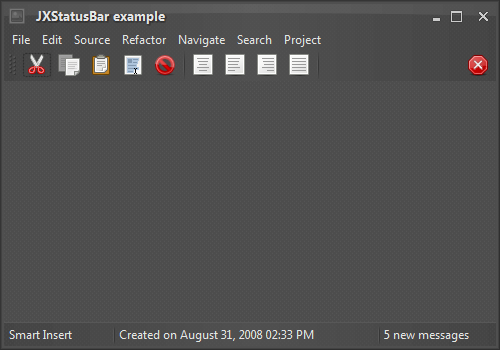 JXStatusBar example
File Edit Source Refactor Navigate Search Project
Smart Insert Created on August 31, 2008 02:33 PM 5 new messages